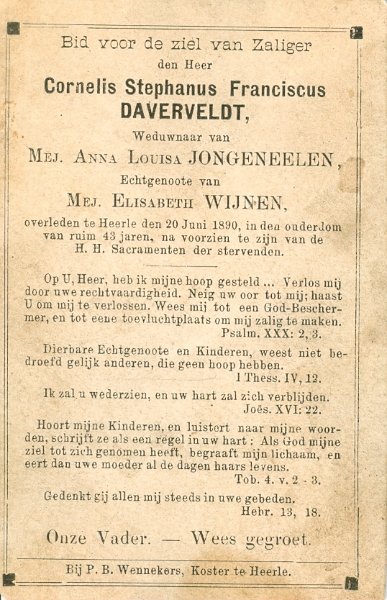 Bid voor de ziel van Zaliger
den Heer
Cornelis Stephanus Franciscus
DAVERVELDT,
Weduwnaar van
MEJ. ANNA LOUISA JONGENEELEN,
Echtgenoote van
MEJ. ELISABETH WIJNEN,
overleden te Heerle den 20 Juni 1890, in den ouderdom
van ruim 43 jaren, na voorzien te zijn van de
H. H. Sacramenten der stervenden.
Op U, Heer, heb ik mijne hoop gesteld ... Verlos mij
door uwe rechtvaardigheid. Neig uw oor tot mij; haast
U om mij te verlossen. Wees mij tot een God-Bescher-
mer, en tot eene toevluchtplaats om mij zalig te maken.
Psalm. XXX: 2, 3.
Dierbare Echtgenoote en Kinderen, weest niet be-
droefd gelijk anderen, die geen hoop hebben.
I Thess. IV, 12.
Ik zal u wederzien, en uw hart zal zich verblijden.
Joës. XVI: 22.
Hoort mijne Kinderen, en luistert naar mijne woor-
den, schrijft ze als een regel in uw hart: Als God mijne
ziel tot zich genomen heeft, begraaft mijn lichaam, en
eert dan uwe moeder al de dagen haars levens.
Tob. 4. v. 2 - 3.
Gedenkt gij allen mij steeds in uwe gebeden.
Hebr. 13, 18.
Onze Vader. — Wees gegroet.
Bij P. B. Wennekers, Koster te Heerle.